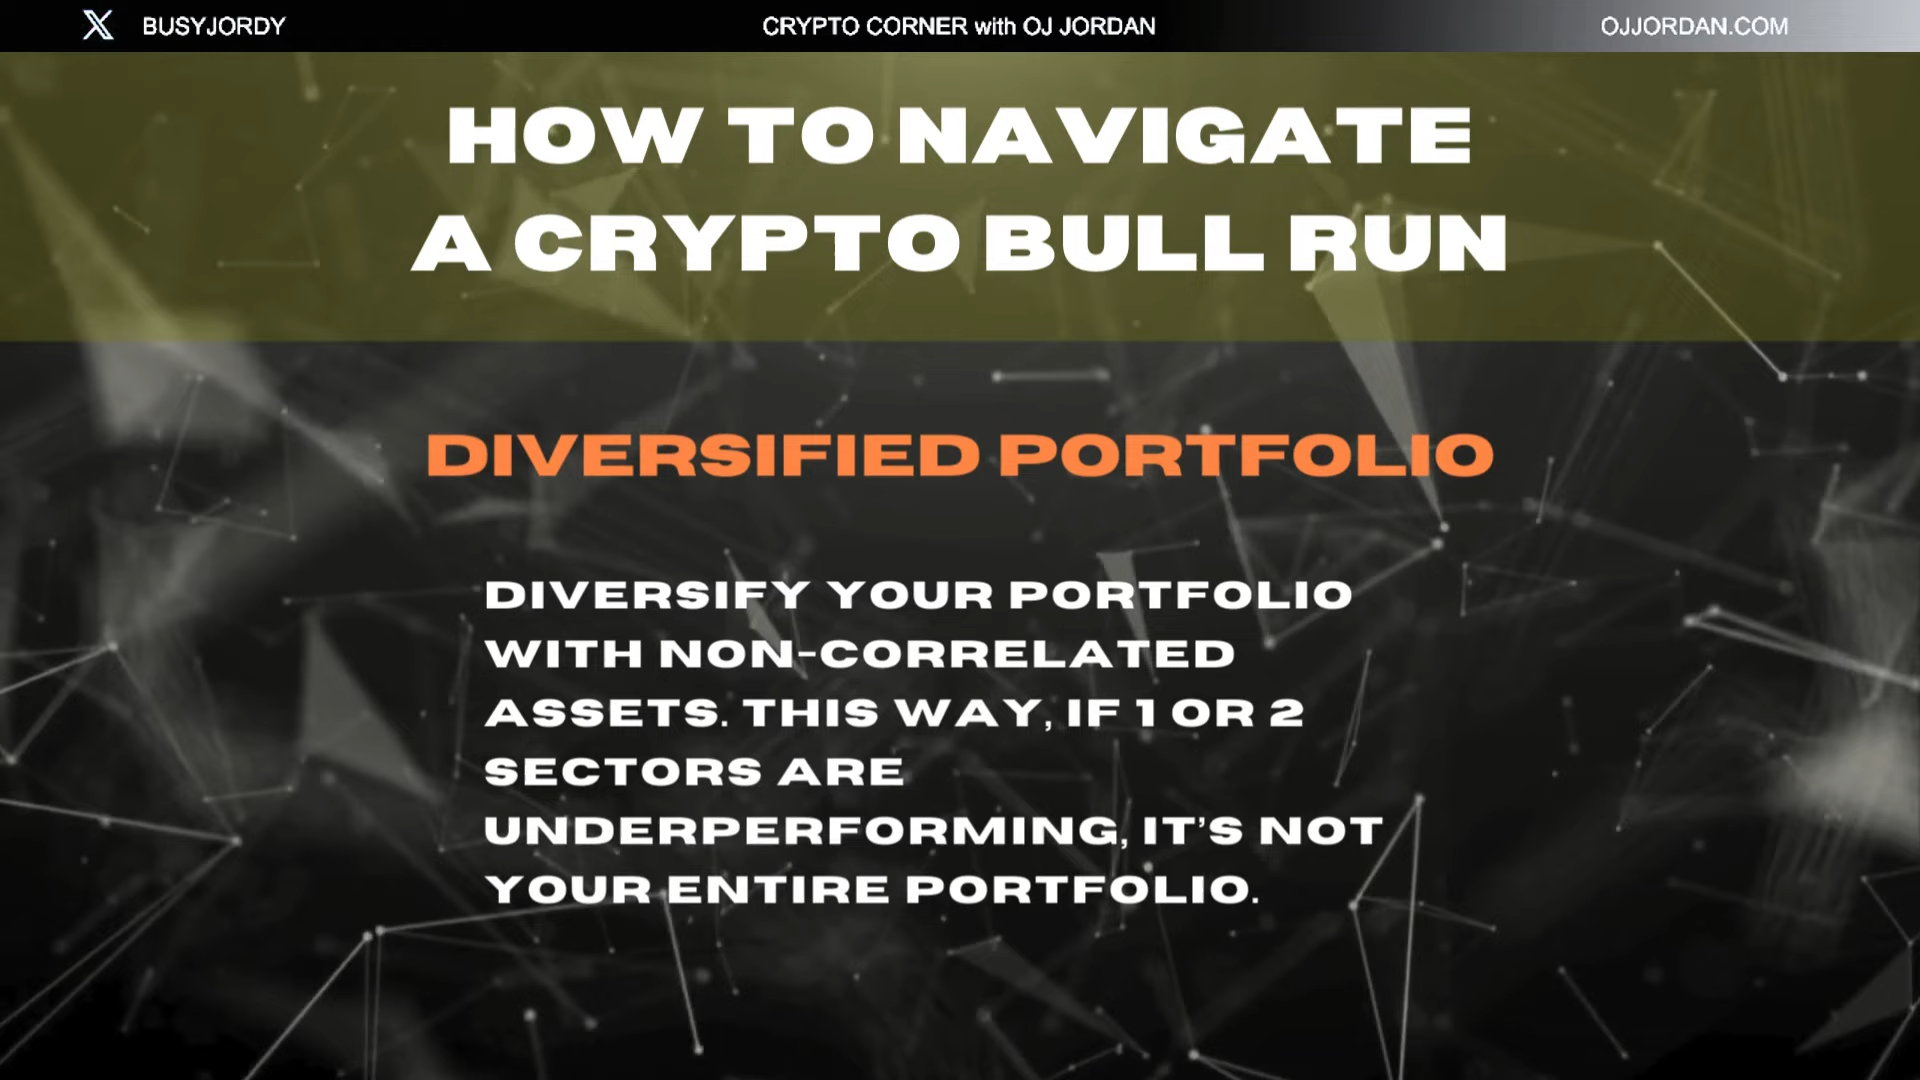 X BUSYJORDY
CRYPTO CORNER with OJ JORDAN
OJJORDAN.COM
HOW TO NAVIGATE
A CRYPTO BULL RUN
DIVERSIFIED PORTFOLIO
DIVERSIFY YOUR PORTFOLIO
WITH NON-CORRELATED
ASSETS. THIS WAY, IF 1 OR 2
SECTORS ARE
UNDERPERFORMING, IT'S NOT
YOUR ENTIRE PORTFOLIO.